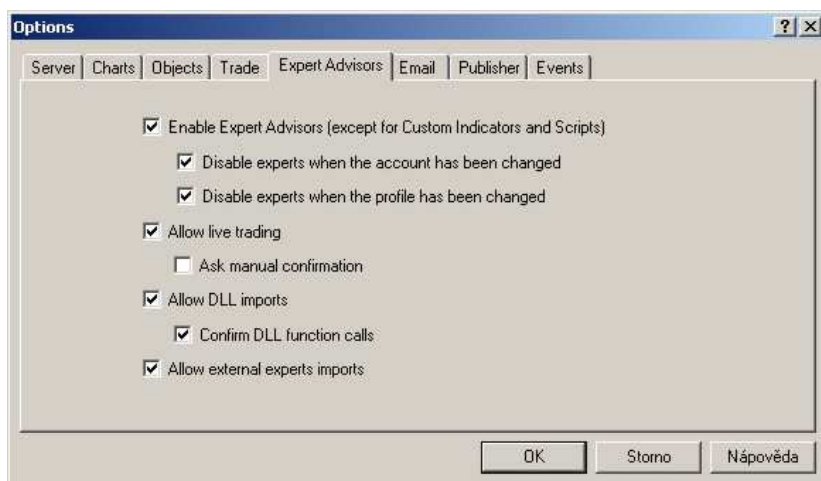 Options
Server Charts Objects Trade Expert Advisors Email Publisher Events
Enable Expert Advisors (except for Custom Indicators and Scripts)
Disable experts when the account has been changed
Disable experts when the profile has been changed
Allow live trading
Ask manual confirmation
Allow DLL imports
Confirm DLL function calls
Allow external experts imports
OK Storno Nápověda